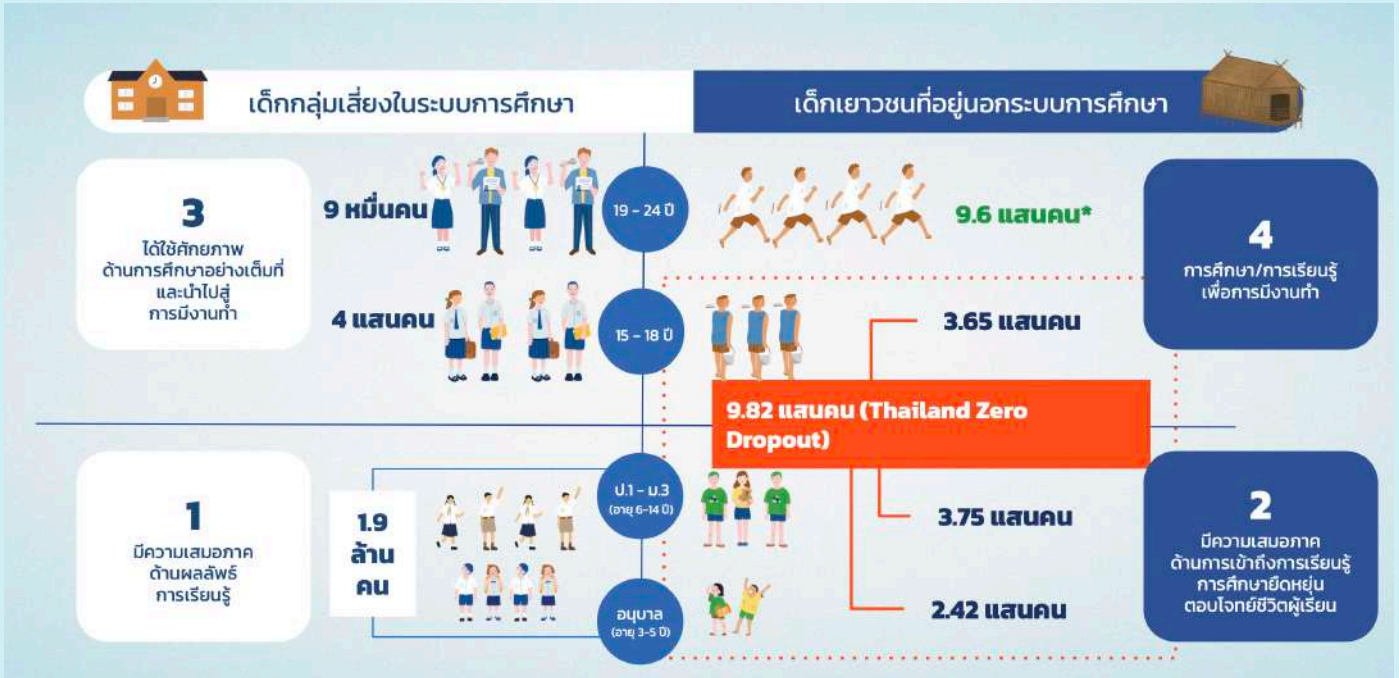 เด็กกลุ่มเสี่ยงในระบบการศึกษา
เด็กเยาวชนที่อยู่นอกระบบการศึกษา
3
ได้ใช้ศักยภาพ
ด้านการศึกษาอย่างเต็มที่
และนำไปสู่
การมีงานทำ
9 หมื่นคน
19 - 24 ปี
9.6 แสนคน*
4
การศึกษา/การเรียนรู้
เพื่อการมีงานทำ
4 แสนคน
15 - 18 ปี
3.65 แสนคน
9.82 แสนคน (Thailand Zero
Dropout)
1
มีความเสมอภาค
ด้านผลลัพธ์
การเรียนรู้
1.9
ล้าน
คน
ป.1 - ม.3
(อายุ 6-14 ปี)
3.75 แสนคน
2
มีความเสมอภาค
ด้านการเข้าถึงการเรียนรู้
การศึกษายืดหยุ่น
ตอบโจทย์ชีวิตผู้เรียน
อนุบาล
(อายุ 3-5 ปี)
2.42 แสนคน